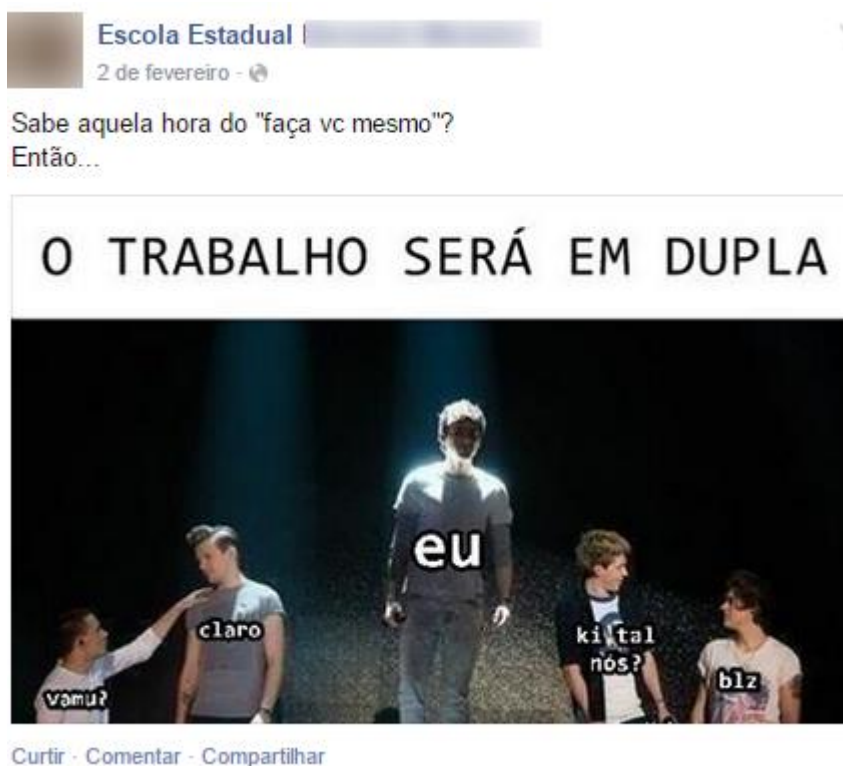 Escola Estadual
2 de fevereiro ·
Sabe aquela hora do "faça vc mesmo"?
Então...
O TRABALHO SERÁ EM DUPLA
eu
claro
ki tal
nós?
vamu?
blz
Curtir · Comentar · Compartilhar